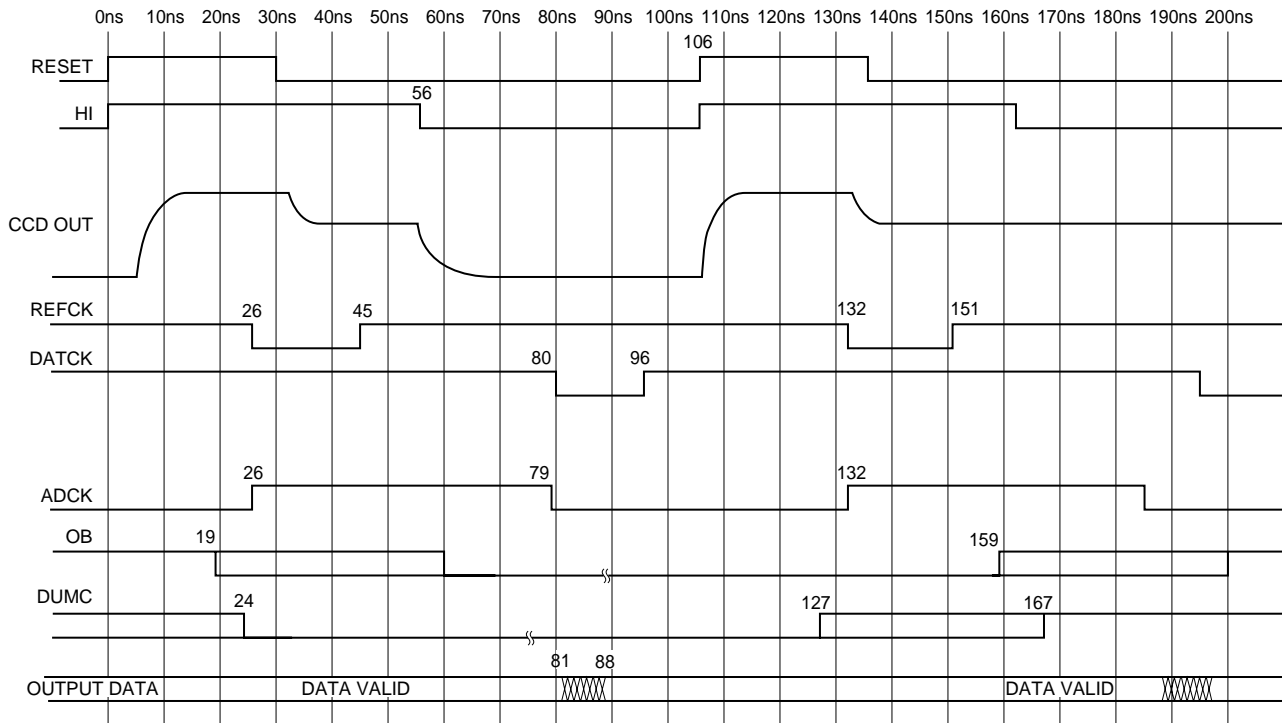 0ns 10ns 20ns 30ns 40ns 50ns 60ns 70ns 80ns 90ns 100ns 110ns 120ns 130ns 140ns 150ns 160ns 170ns 180ns 190ns 200ns
106
RESET
56
HI
CCD OUT
REFCK 26 45 132 151
DATCK 80 96
26 79 132
ADCK
OB 19 159
DUMC 24 127 167
81 88
OUTPUT DATA DATA VALID DATA VALID